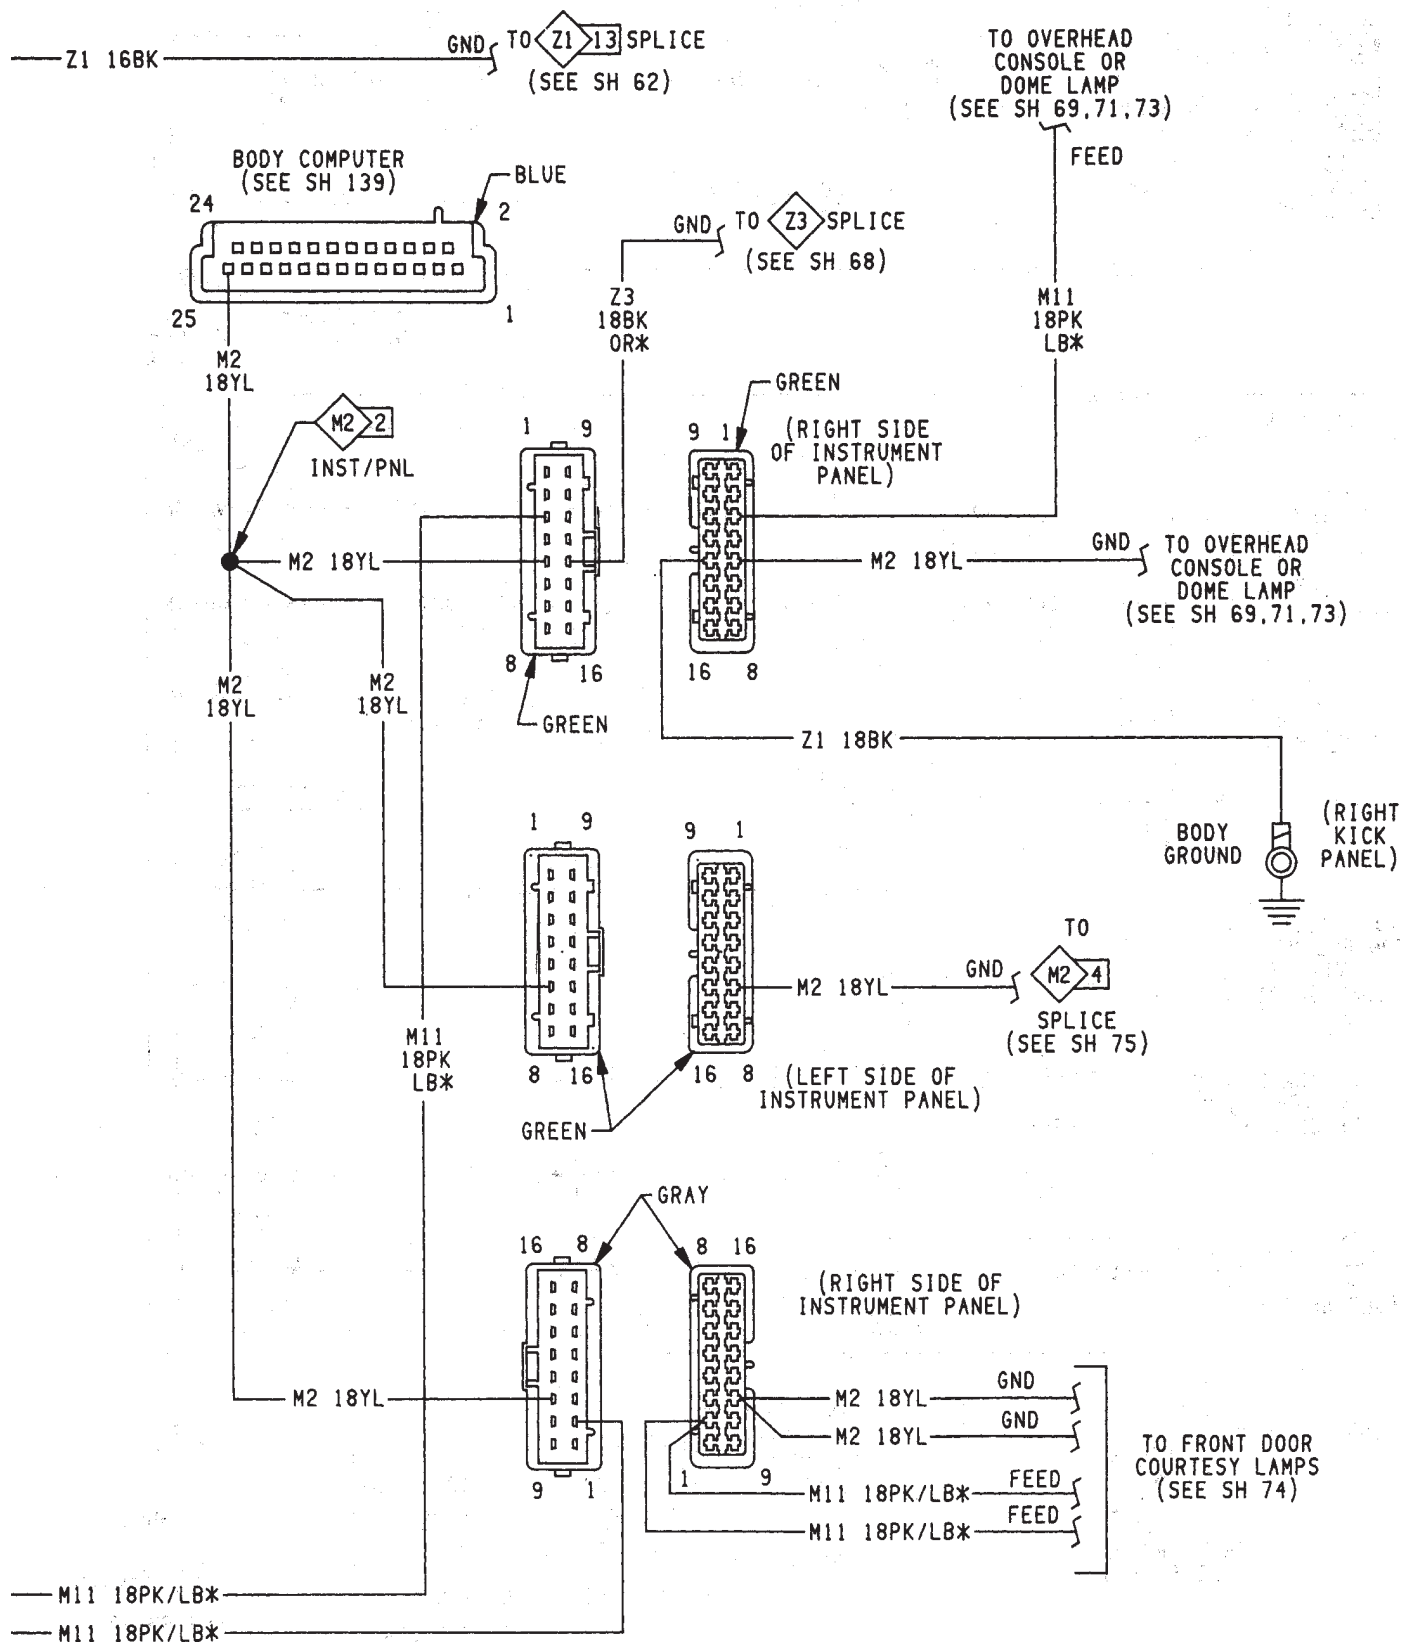 Z1 16BK
GND TO Z1 13 SPLICE
(SEE SH 62)
TO OVERHEAD
CONSOLE OR
DOME LAMP
(SEE SH 69,71,73)
FEED
BODY COMPUTER
(SEE SH 139)
BLUE
24
2
25
1
GND TO Z3 SPLICE
(SEE SH 68)
Z3
18BK
OR*
M11
18PK
LB*
M2
18YL
M2 2
INST/PNL
GREEN
1 9
9 1
(RIGHT SIDE
OF INSTRUMENT
PANEL)
M2 18YL
M2 18YL
GND
TO OVERHEAD
CONSOLE OR
DOME LAMP
(SEE SH 69,71,73)
8 16
16 8
M2
18YL
M2
18YL
GREEN
Z1 18BK
BODY
GROUND
(RIGHT
KICK
PANEL)
1 9
9 1
M2 18YL
GND
TO
M2 4
SPLICE
(SEE SH 75)
M11
18PK
LB*
8 16
16 8
(LEFT SIDE OF
INSTRUMENT PANEL)
GREEN
GRAY
16 8
8 16
(RIGHT SIDE OF
INSTRUMENT PANEL)
M2 18YL
M2 18YL
GND
M2 18YL
GND
9 1
1 9
M11 18PK/LB*
FEED
M11 18PK/LB*
FEED
TO FRONT DOOR
COURTESY LAMPS
(SEE SH 74)
M11 18PK/LB*
M11 18PK/LB*